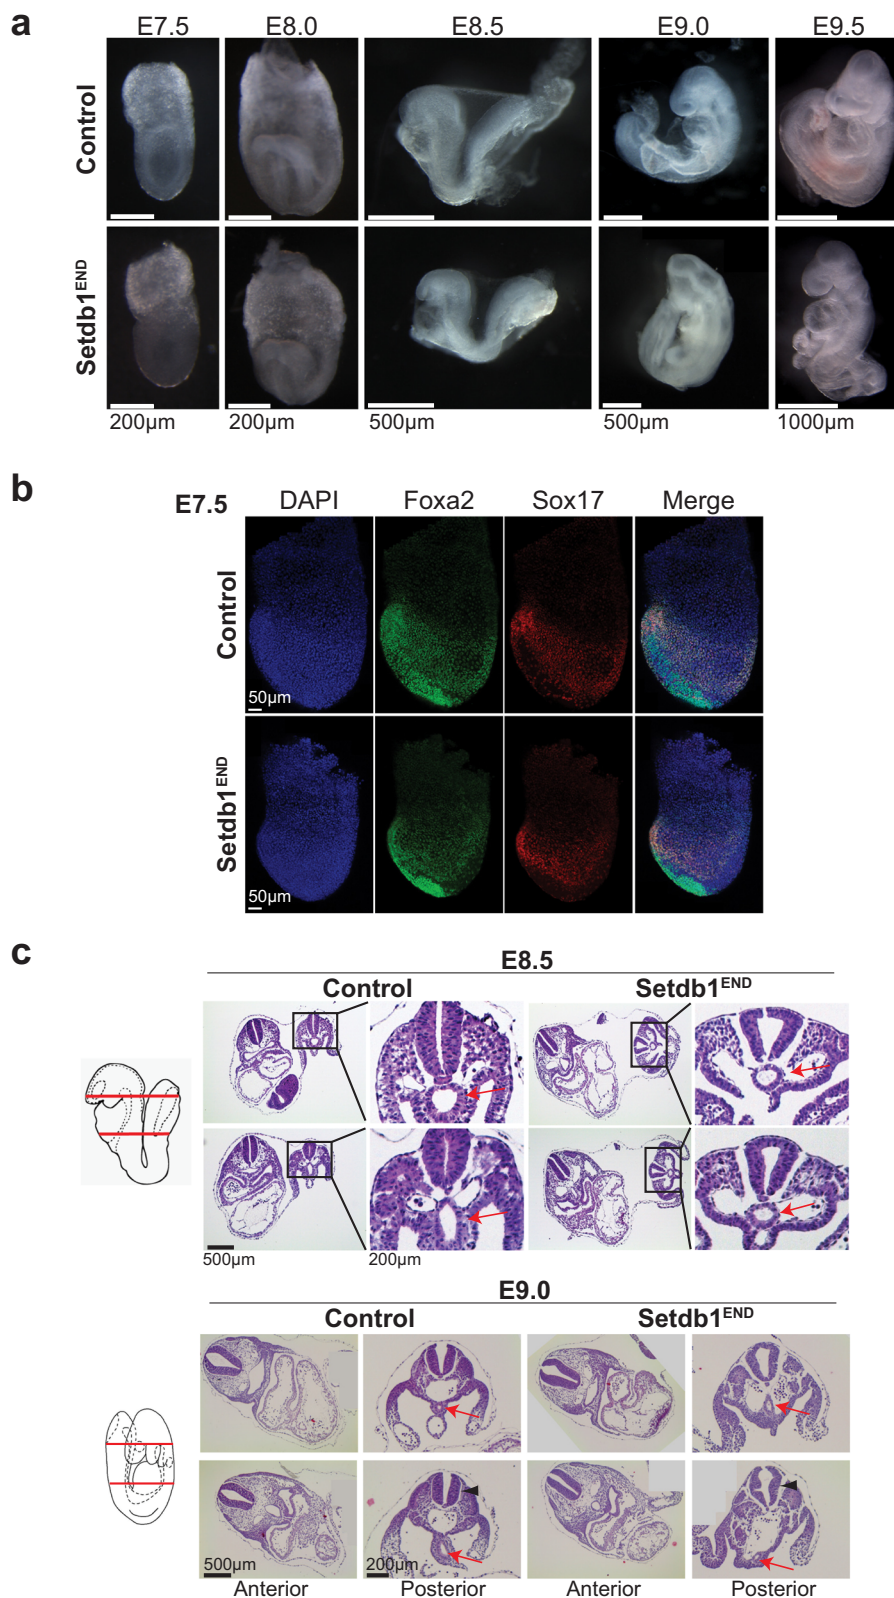 a
E7.5 E8.0 E8.5 E9.0 E9.5
Control
Setdb1END
200µm 200µm 500µm 500µm 1000µm
b
E7.5 DAPI Foxa2 Sox17 Merge
Control
50µm
Setdb1END
50µm
c
E8.5
Control Setdb1END
500µm 200µm
E9.0
Control Setdb1END
500µm 200µm
Anterior Posterior Anterior Posterior